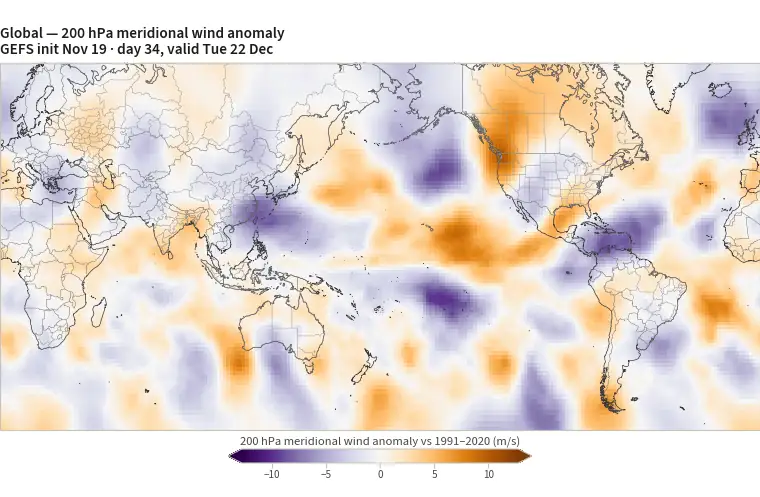 Global — 200 hPa meridional wind anomaly
GEFS init Nov 19 · day 34, valid Tue 22 Dec
200 hPa meridional wind anomaly vs 1991–2020 (m/s)
−10 −5 0 5 10